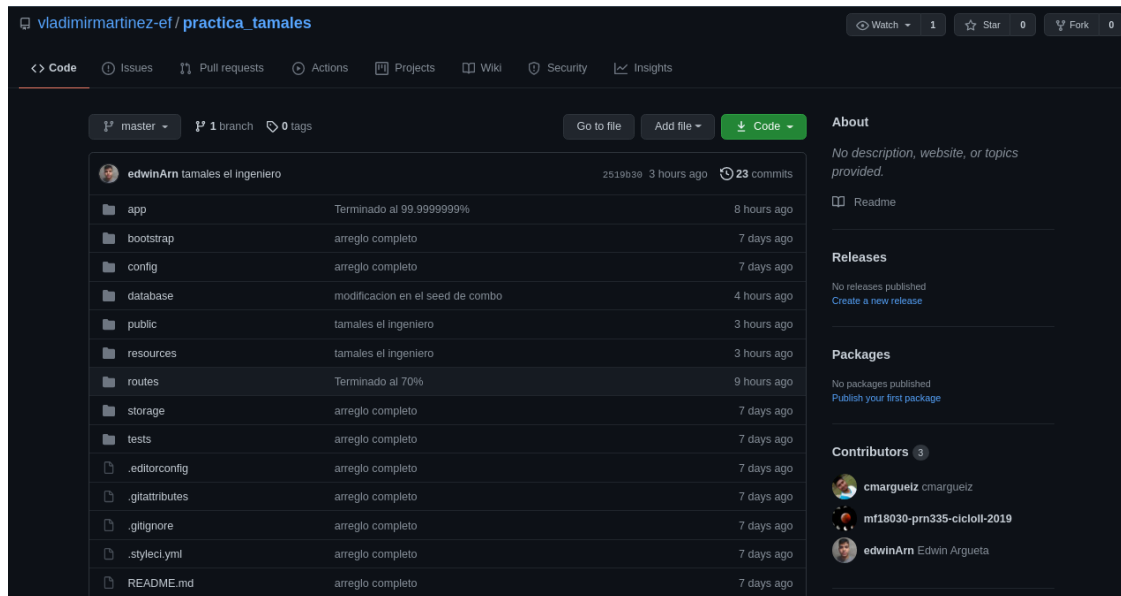 vladimirmartinez-ef / practica_tamales
Watch 1 Star 0 Fork 0
Code Issues Pull requests Actions Projects Wiki Security Insights
master 1 branch 0 tags Go to file Add file Code
edwinArn tamales el ingeniero 2519b30 3 hours ago 23 commits
app Terminado al 99.9999999% 8 hours ago
bootstrap arreglo completo 7 days ago
config arreglo completo 7 days ago
database modificacion en el seed de combo 4 hours ago
public tamales el ingeniero 3 hours ago
resources tamales el ingeniero 3 hours ago
routes Terminado al 70% 9 hours ago
storage arreglo completo 7 days ago
tests arreglo completo 7 days ago
.editorconfig arreglo completo 7 days ago
.gitattributes arreglo completo 7 days ago
.gitignore arreglo completo 7 days ago
.styleci.yml arreglo completo 7 days ago
README.md arreglo completo 7 days ago
About
No description, website, or topics
provided.
Readme
Releases
No releases published
Create a new release
Packages
No packages published
Publish your first package
Contributors 3
cmargueiz cmargueiz
mf18030-prn335-cicloII-2019
edwinArn Edwin Argueta